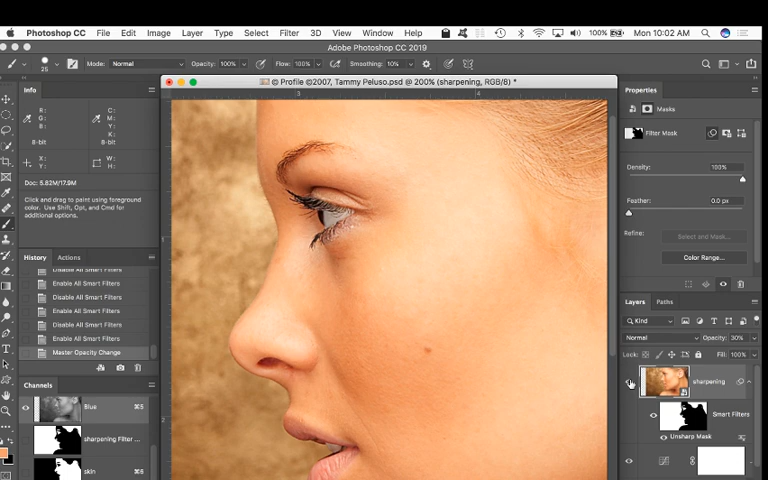 Photoshop CC File Edit Image Layer Type Select Filter 3D View Window Help 100% Mon 10:02 AM
Adobe Photoshop CC 2019
25 Mode: Normal Opacity: 100% Flow: 100% Smoothing: 10%
© Profile ©2007, Tammy Peluso.psd @ 200% (sharpening, RGB/8) *
3 4
Info
R: C:
G: M:
B: Y:
K:
8-bit 8-bit
X: W:
Y: H:
Doc: 5.82M/17.9M
Click and drag to paint using foreground
color. Use Shift, Opt, and Cmd for
additional options.
History Actions
Disable All Smart Filters
Enable All Smart Filters
Disable All Smart Filters
Enable All Smart Filters
Disable All Smart Filters
Enable All Smart Filters
Master Opacity Change
Channels
Blue ⌘5
sharpening Filter ...
skin ⌘6
Properties
Masks
Filter Mask
Density: 100%
Feather: 0.0 px
Refine: Select and Mask...
Color Range...
Layers Paths
Kind
Normal Opacity: 30%
Lock: Fill: 100%
sharpening
Smart Filters
Unsharp Mask